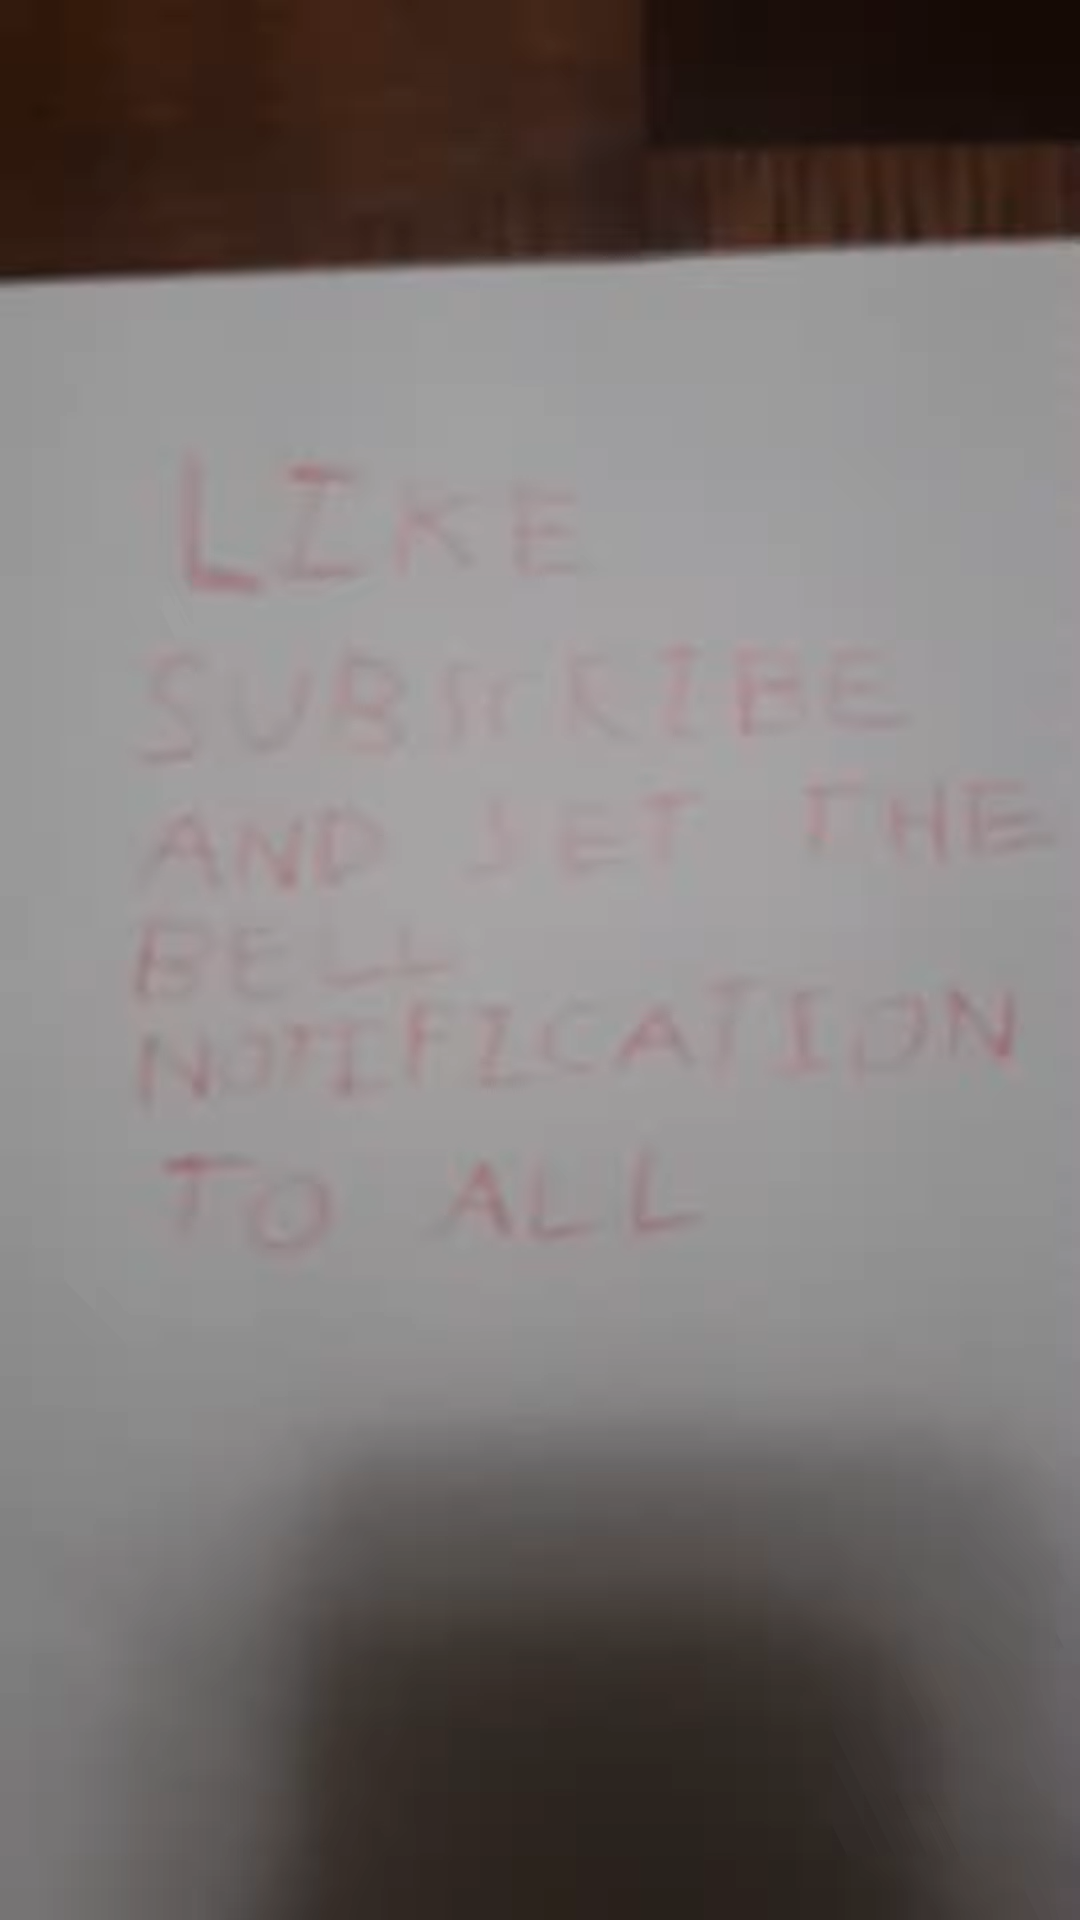 LIKE
SUBSCRIBE
AND SET THE
BELL
NOTIFICATION
TO ALL